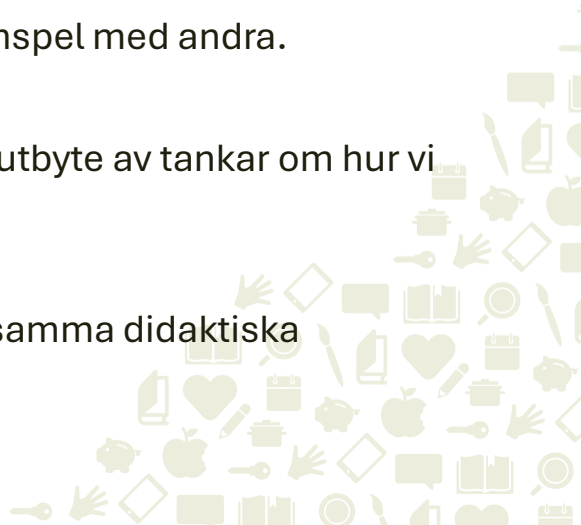 nspel med andra.
utbyte av tankar om hur vi
samma didaktiska